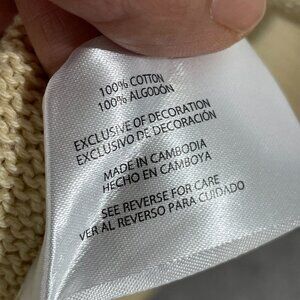 100% COTTON
100% ALGODÓN
EXCLUSIVE OF DECORATION
EXCLUSIVO DE DECORACIÓN
MADE IN CAMBODIA
HECHO EN CAMBOYA
SEE REVERSE FOR CARE
VER AL REVERSO PARA CUIDADO